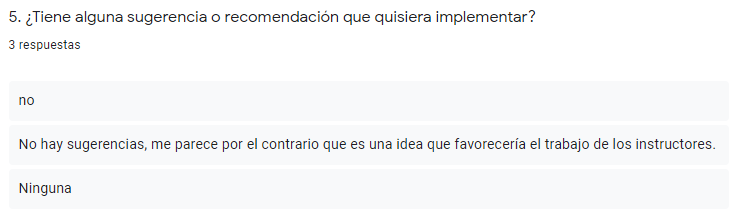 5. ¿Tiene alguna sugerencia o recomendación que quisiera implementar?
3 respuestas
no
No hay sugerencias, me parece por el contrario que es una idea que favorecería el trabajo de los instructores.
Ninguna